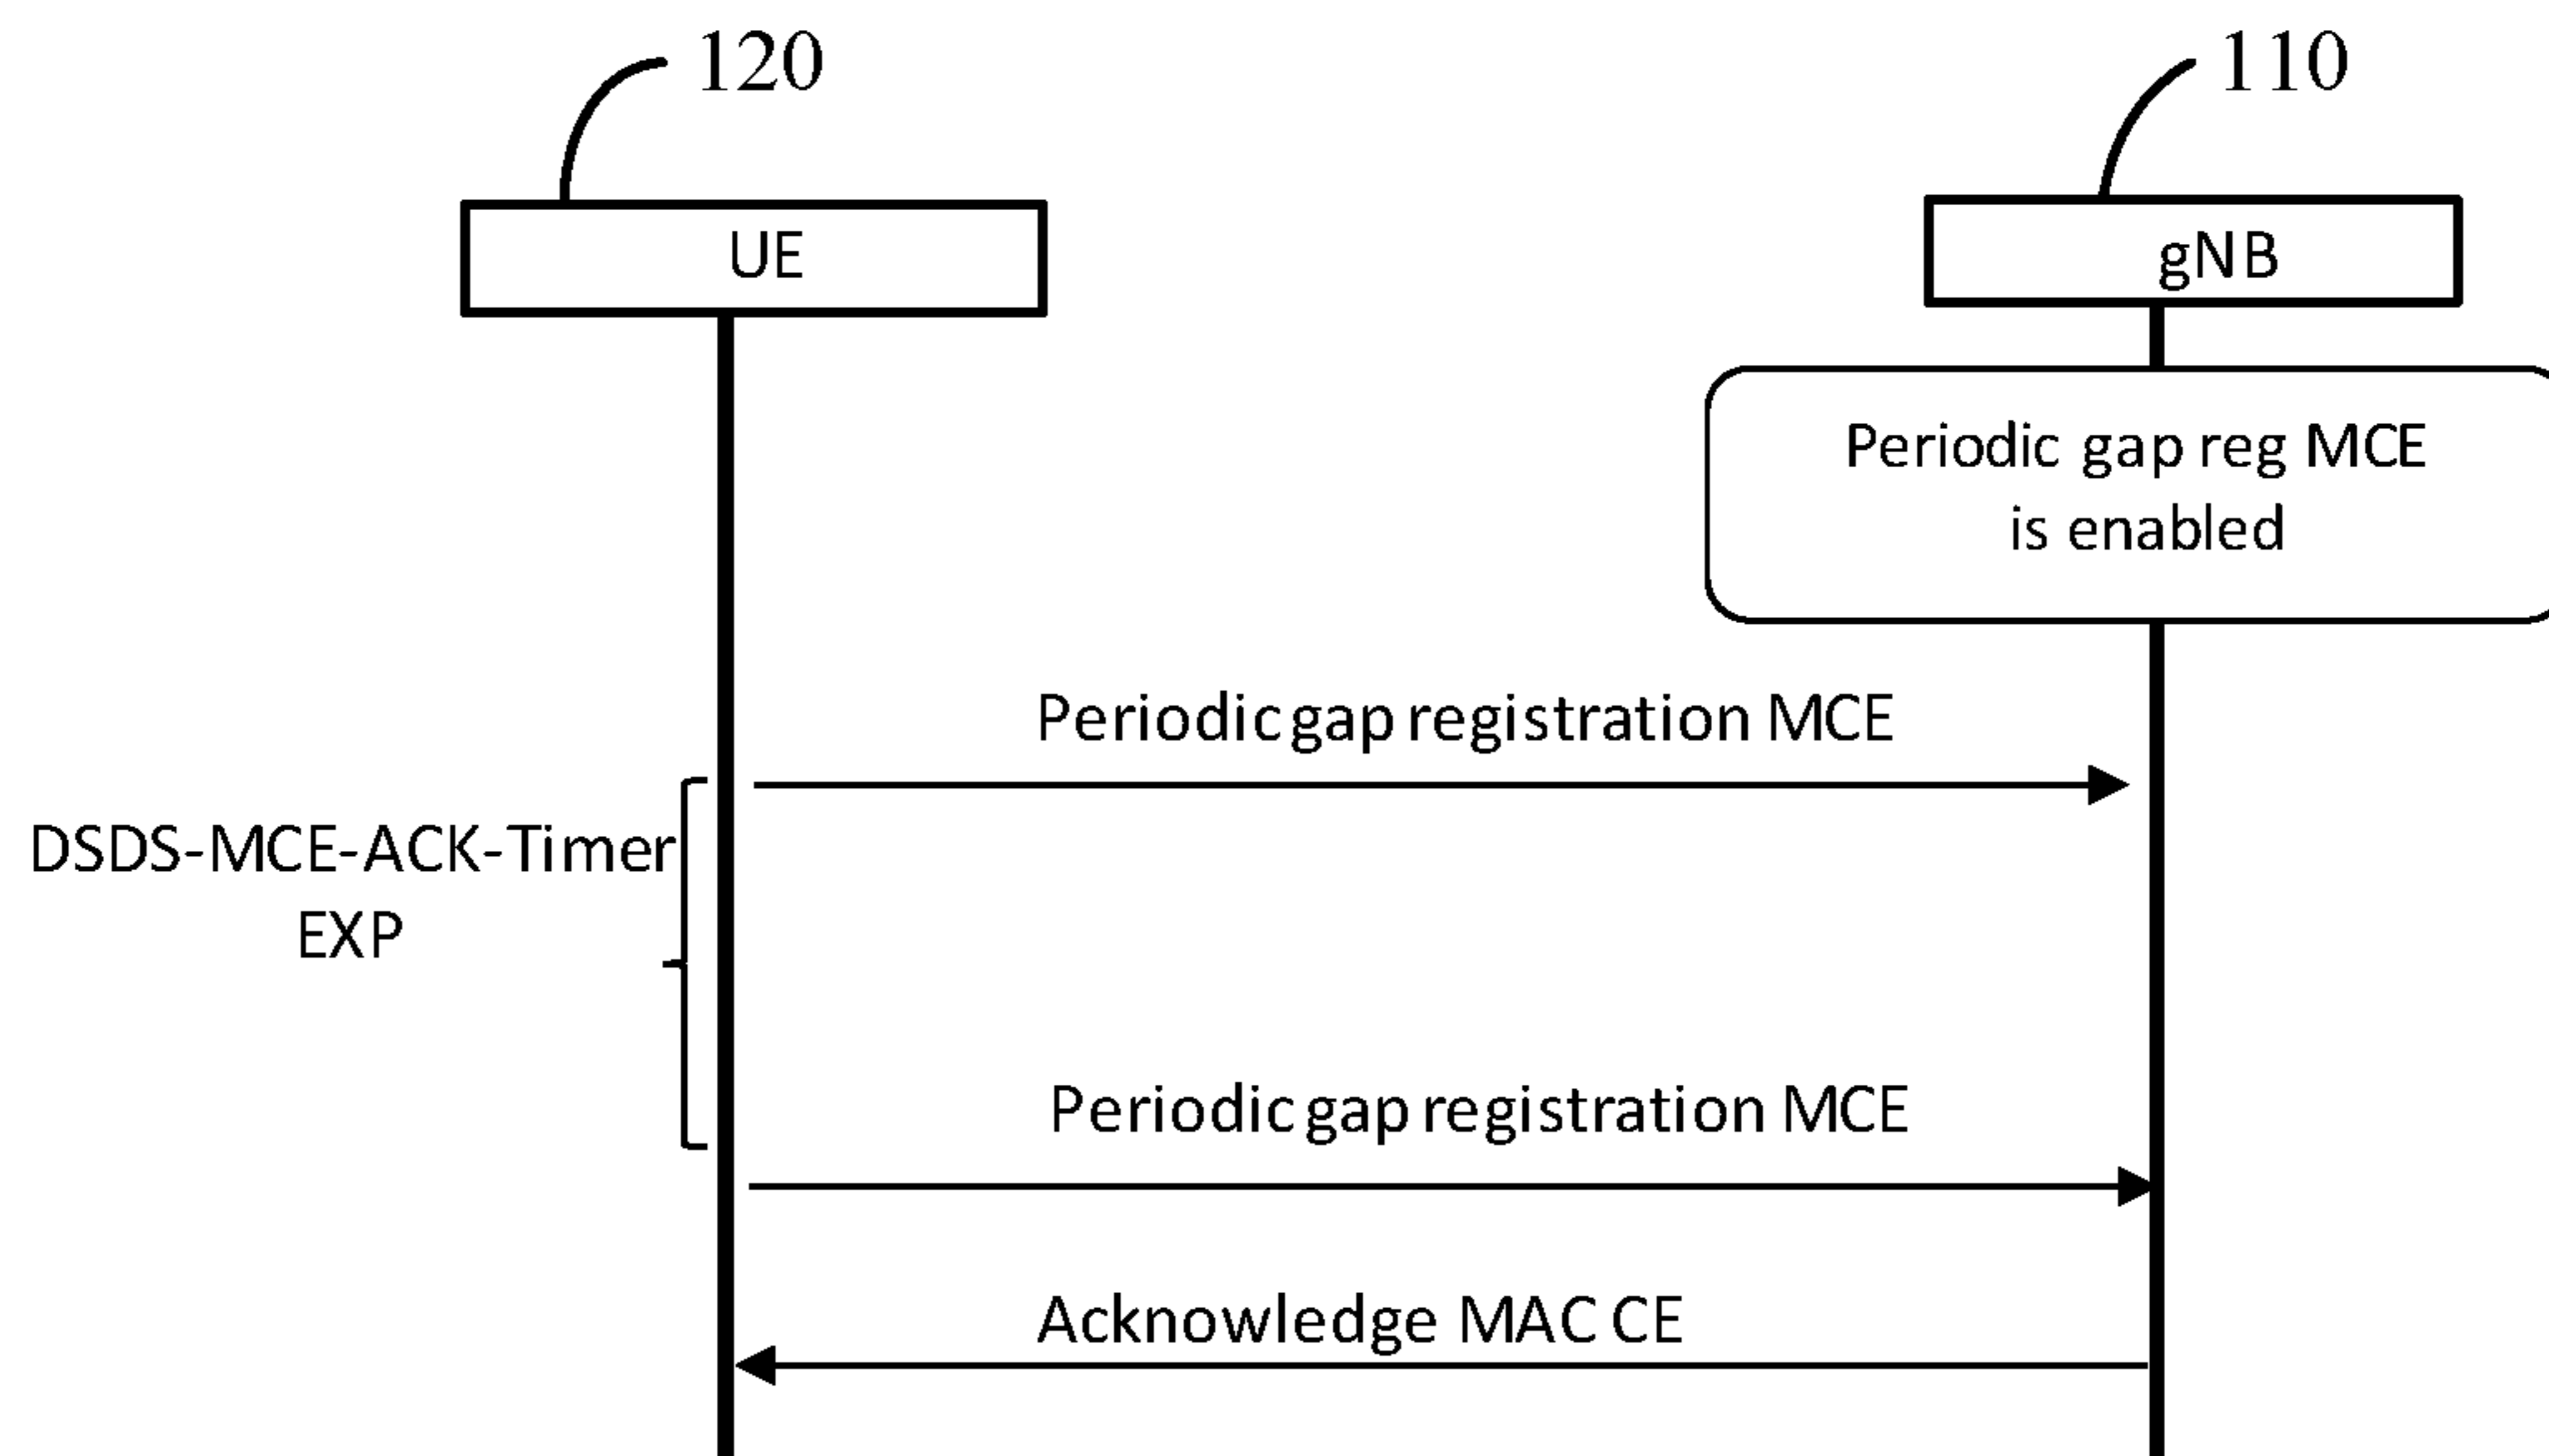 120
110
UE
gNB
Periodic gap reg MCE
is enabled
Periodic gap registration MCE
DSDS-MCE-ACK-Timer
EXP
Periodic gap registration MCE
Acknowledge MAC CE